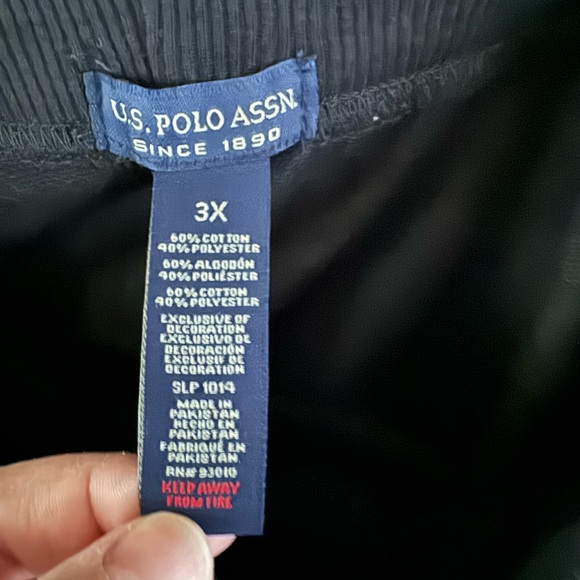 U.S. POLO ASSN.
SINCE 1890
3X
60% COTTON
40% POLYESTER
60% ALGODÓN
40% POLIÉSTER
60% COTTON
40% POLYESTER
EXCLUSIVE OF
DECORATION
EXCLUSIVO DE
DECORACIÓN
EXCLUSIF DE
DECORATION
SLP 1014
MADE IN
PAKISTAN
HECHO EN
PAKISTAN
FABRIQUÉ EN
PAKISTAN
RN# 93010
KEEP AWAY
FROM FIRE